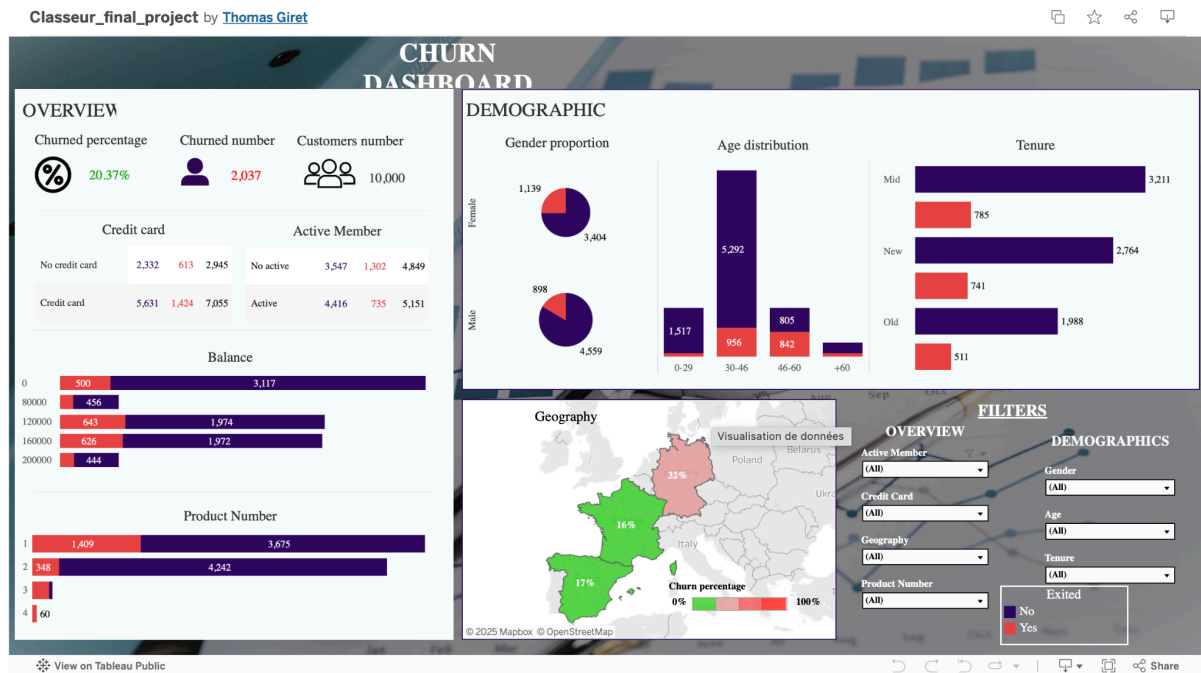 Classeur_final_project by Thomas Giret
CHURN
DASHBOARD
OVERVIEW
Churned percentage
Churned number
Customers number
20.37%
2,037
10,000
Credit card
No credit card 2,332 613 2,945
Credit card 5,631 1,424 7,055
Active Member
No active 3,547 1,302 4,849
Active 4,416 735 5,151
Balance
0 500 3,117
80000 456
120000 643 1,974
160000 626 1,972
200000 444
Product Number
1 1,409 3,675
2 348 4,242
3
4 60
DEMOGRAPHIC
Gender proportion
Female
1,139
3,404
Male
898
4,559
Age distribution
5,292
1,517
805
956
842
0-29 30-46 46-60 +60
Tenure
Mid 3,211
785
New 2,764
741
Old 1,988
511
Geography
Visualisation de données
Poland
Belarus
Ukra
Italy
32%
16%
17%
Churn percentage
0% 100%
© 2025 Mapbox © OpenStreetMap
Aug
Sep
Oct
FILTERS
OVERVIEW
Active Member
(All)
Credit Card
(All)
Geography
(All)
Product Number
(All)
DEMOGRAPHICS
Gender
(All)
Age
(All)
Tenure
(All)
Exited
No
Yes
Jan
Feb
Mar
View on Tableau Public
Share